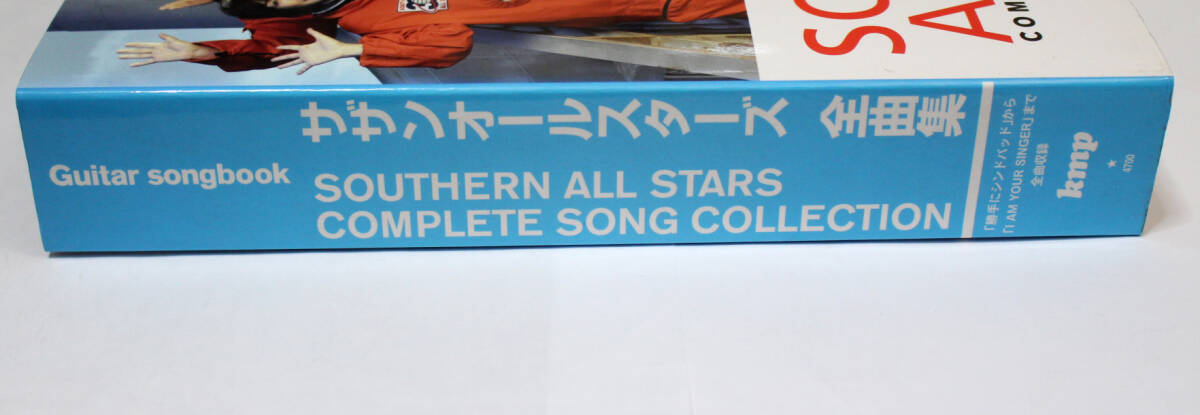 SO
A
COM
Guitar songbook
ザザンオールスターズ 全曲集
SOUTHERN ALL STARS
COMPLETE SONG COLLECTION
「勝手にシンドバッド」から
「I AM YOUR SINGER」まで
全曲収録
kmp
★
4700